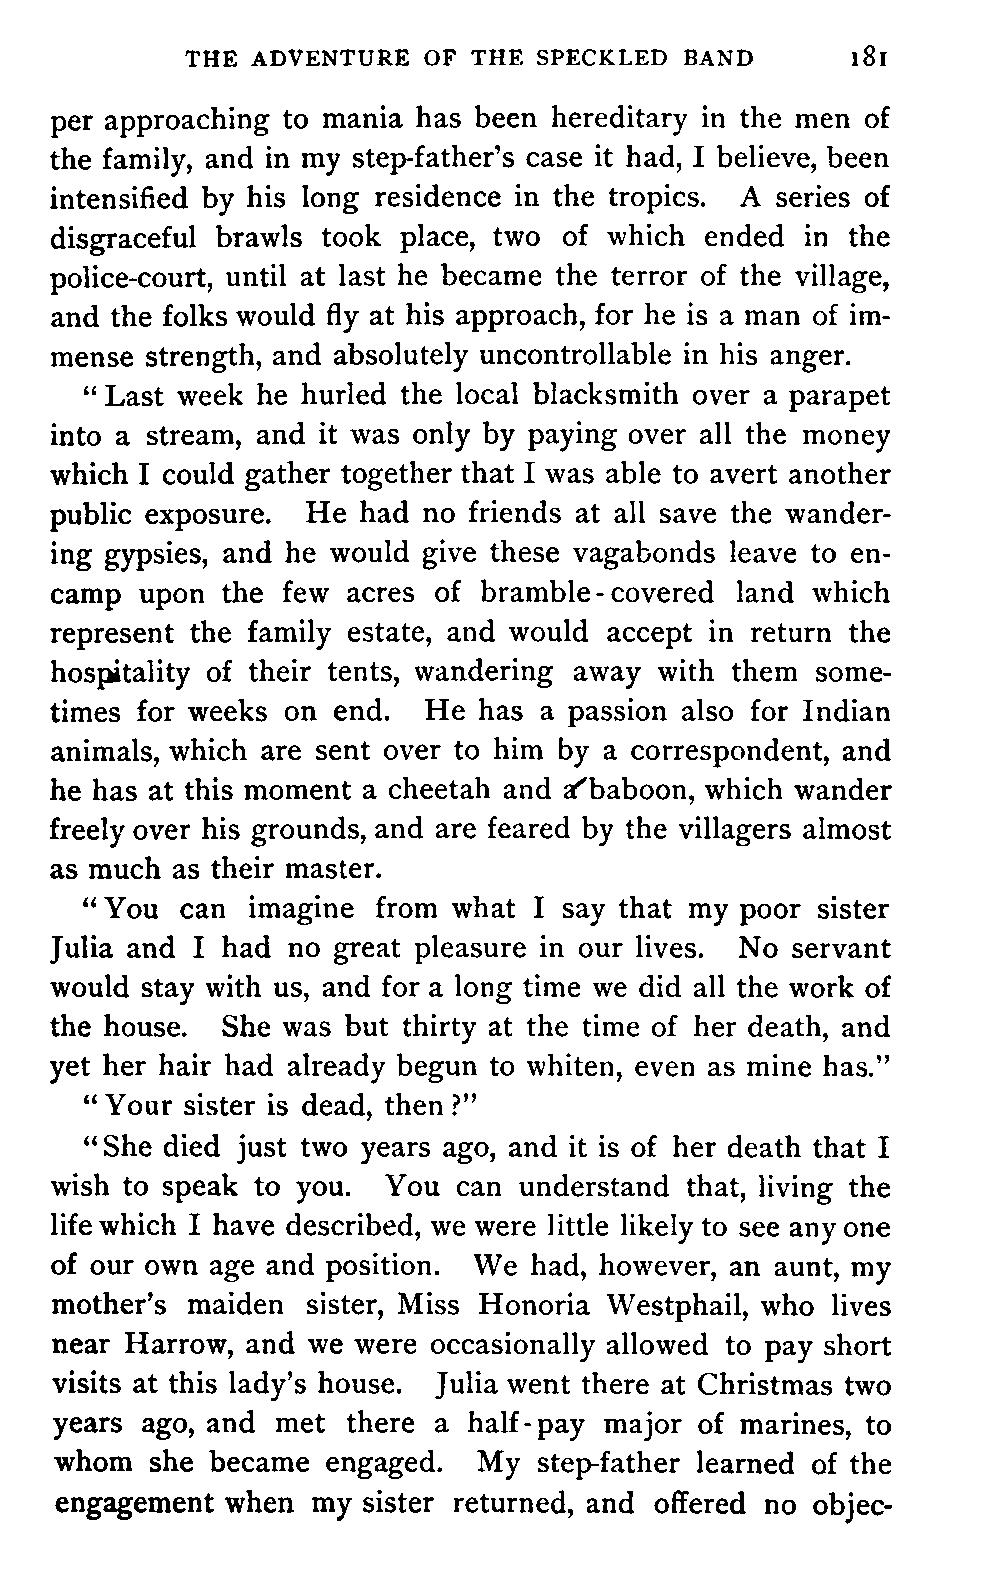 THE ADVENTURE OF THE SPECKLED BAND 181
per approaching to mania has been hereditary in the men of
the family, and in my step-father's case it had, I believe, been
intensified by his long residence in the tropics. A series of
disgraceful brawls took place, two of which ended in the
police-court, until at last he became the terror of the village,
and the folks would fly at his approach, for he is a man of im-
mense strength, and absolutely uncontrollable in his anger.
"Last week he hurled the local blacksmith over a parapet
into a stream, and it was only by paying over all the money
which I could gather together that I was able to avert another
public exposure. He had no friends at all save the wander-
ing gypsies, and he would give these vagabonds leave to en-
camp upon the few acres of bramble-covered land which
represent the family estate, and would accept in return the
hospitality of their tents, wandering away with them some-
times for weeks on end. He has a passion also for Indian
animals, which are sent over to him by a correspondent, and
he has at this moment a cheetah and a baboon, which wander
freely over his grounds, and are feared by the villagers almost
as much as their master.
"You can imagine from what I say that my poor sister
Julia and I had no great pleasure in our lives. No servant
would stay with us, and for a long time we did all the work of
the house. She was but thirty at the time of her death, and
yet her hair had already begun to whiten, even as mine has."
"Your sister is dead, then?"
"She died just two years ago, and it is of her death that I
wish to speak to you. You can understand that, living the
life which I have described, we were little likely to see any one
of our own age and position. We had, however, an aunt, my
mother's maiden sister, Miss Honoria Westphail, who lives
near Harrow, and we were occasionally allowed to pay short
visits at this lady's house. Julia went there at Christmas two
years ago, and met there a half-pay major of marines, to
whom she became engaged. My step-father learned of the
engagement when my sister returned, and offered no objec-